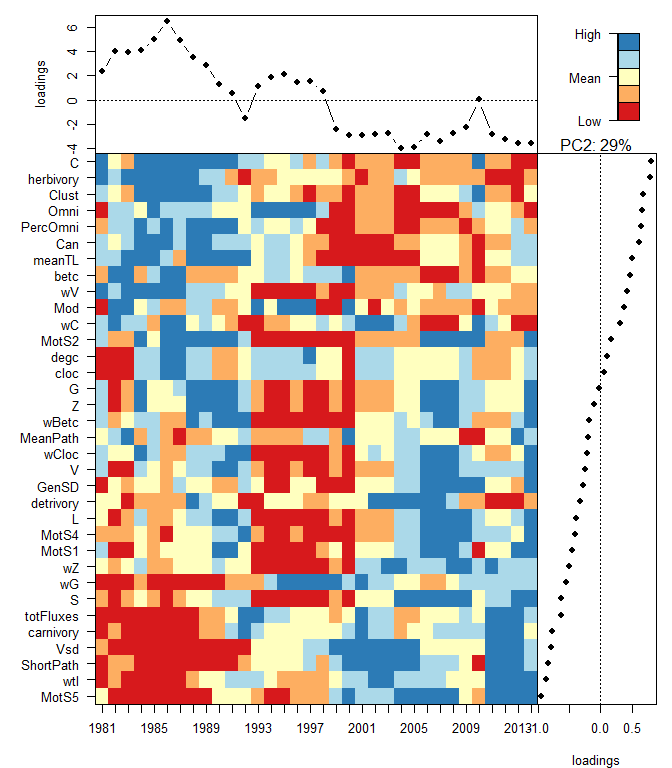 6
4
2
0
-2
-4
loadings
High
Mean
Low
PC2: 29%
C
herbivory
Clust
Omni
PercOmni
Can
meanTL
betc
wV
Mod
wC
MotS2
degc
cloc
G
Z
wBetc
MeanPath
wCloc
V
GenSD
detrivory
L
MotS4
MotS1
wZ
wG
S
totFluxes
carnivory
Vsd
ShortPath
wtl
MotS5
1981 1985 1989 1993 1997 2001 2005 2009 2013
1.0 0.0 0.5
loadings